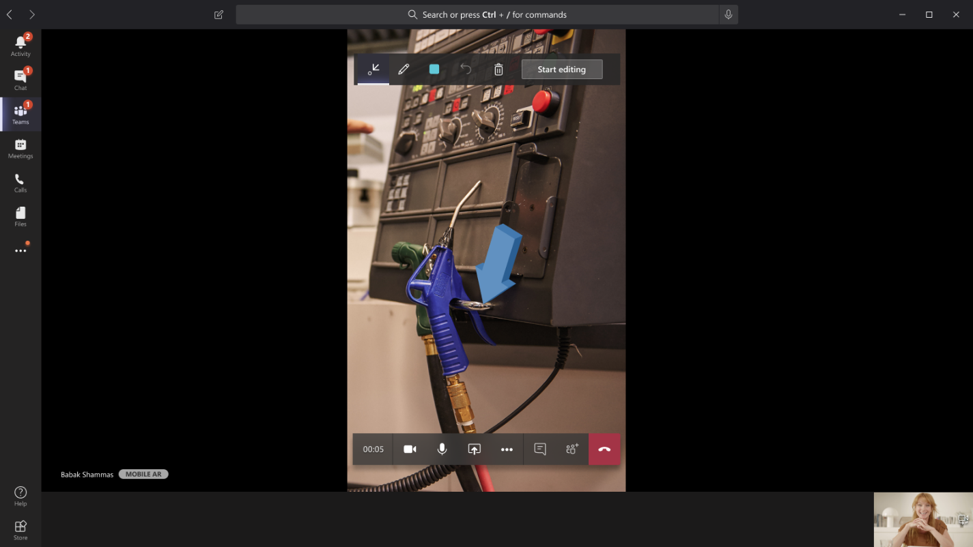 Search or press Ctrl + / for commands
2
Activity
1
Chat
1
Teams
Meetings
Calls
Files
Start editing
00:05
Babak Shammas MOBILE AR
Help
Store